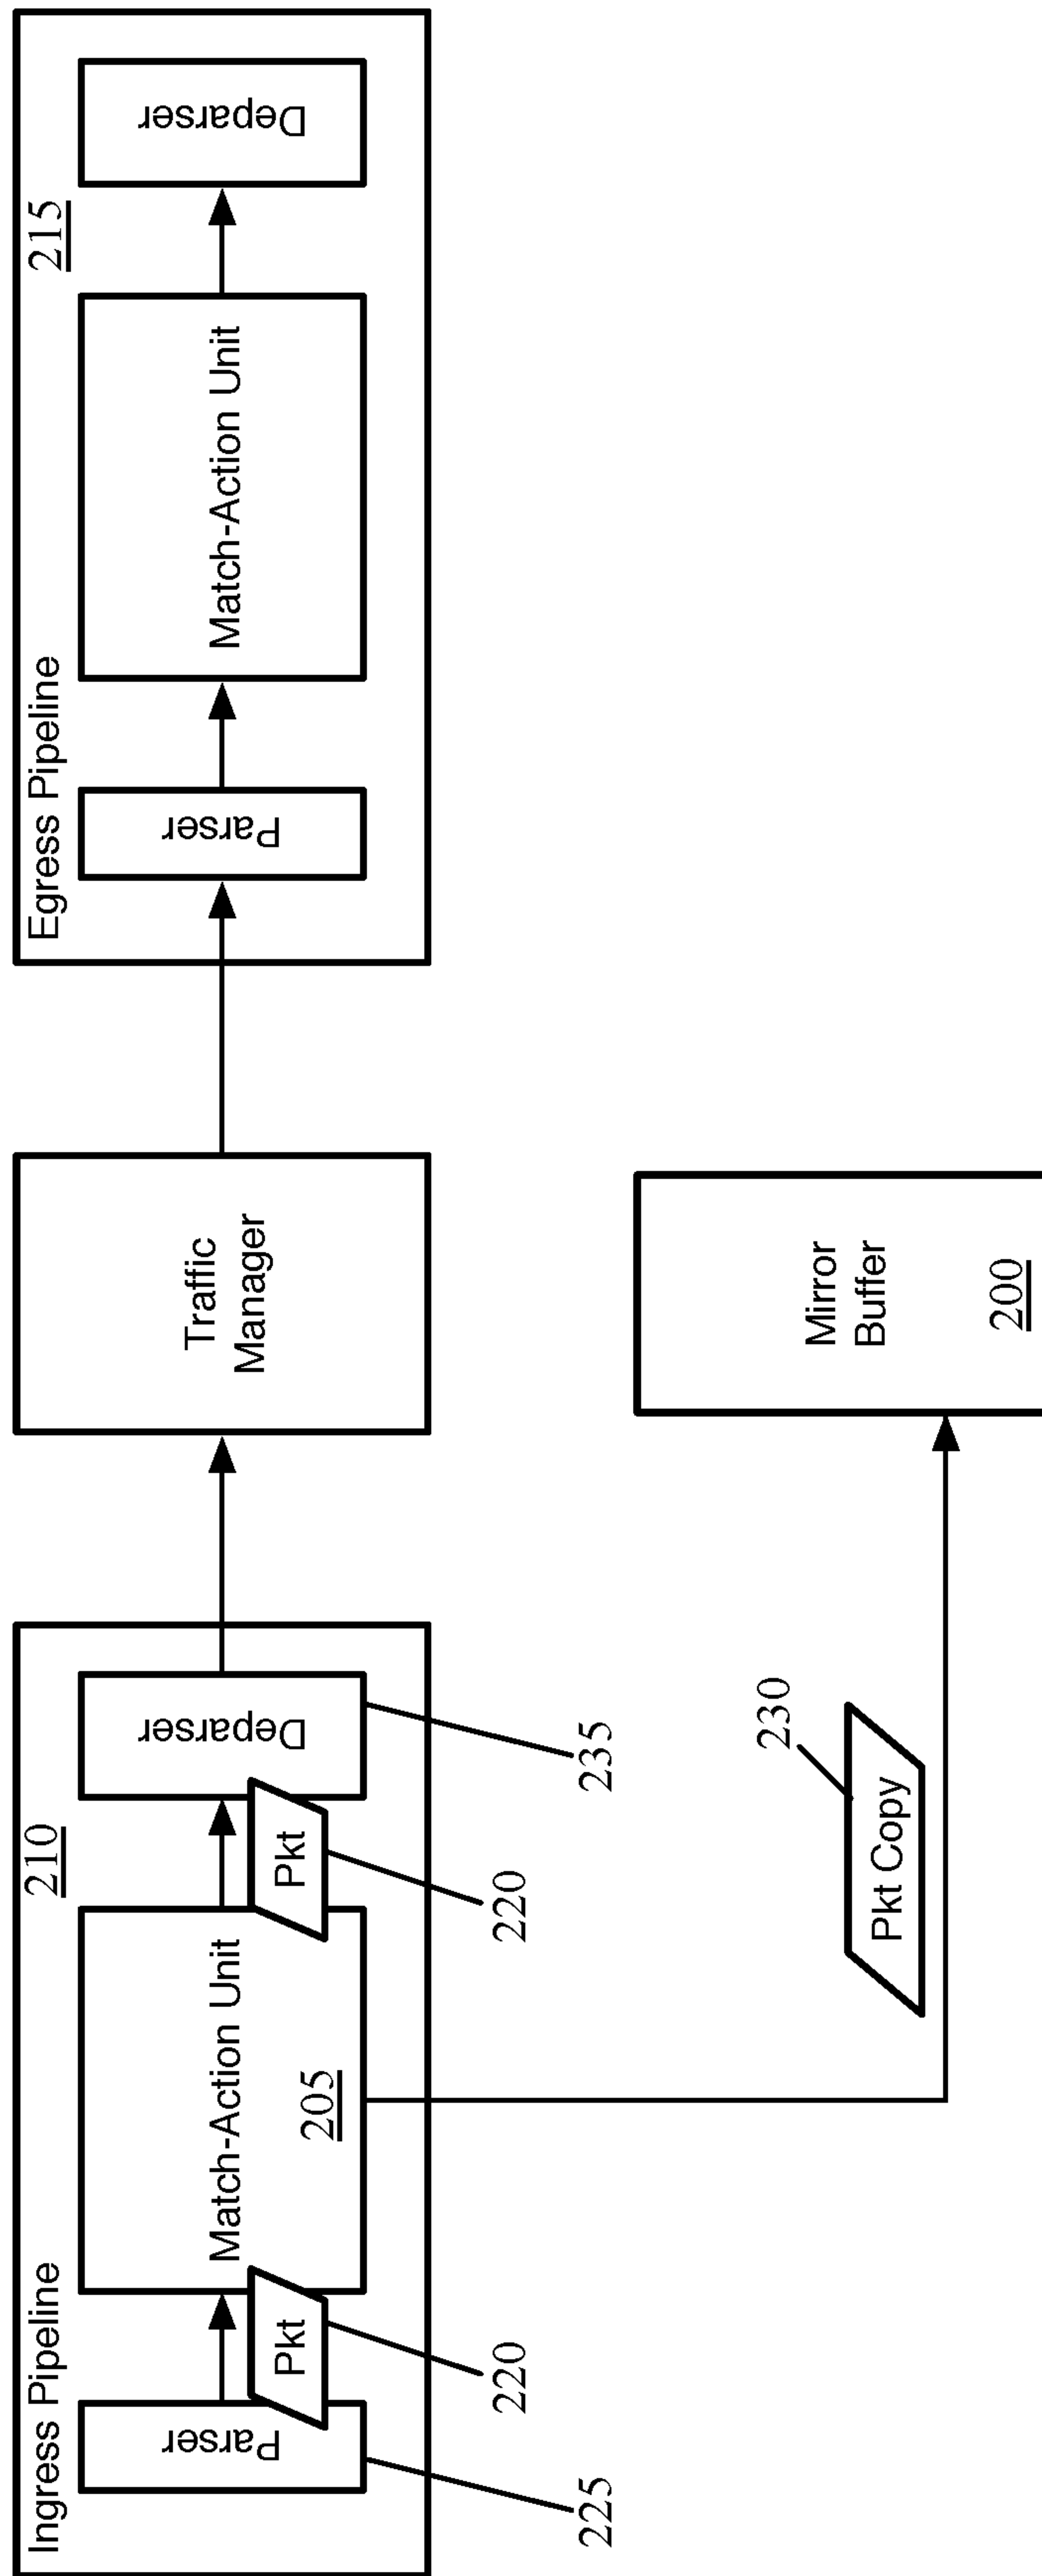 Ingress Pipeline
210
Parser
Match-Action Unit
205
Deparser
Pkt
Pkt
225
220
220
235
Traffic
Manager
Egress Pipeline
215
Parser
Match-Action Unit
Deparser
230
Pkt Copy
Mirror
Buffer
200